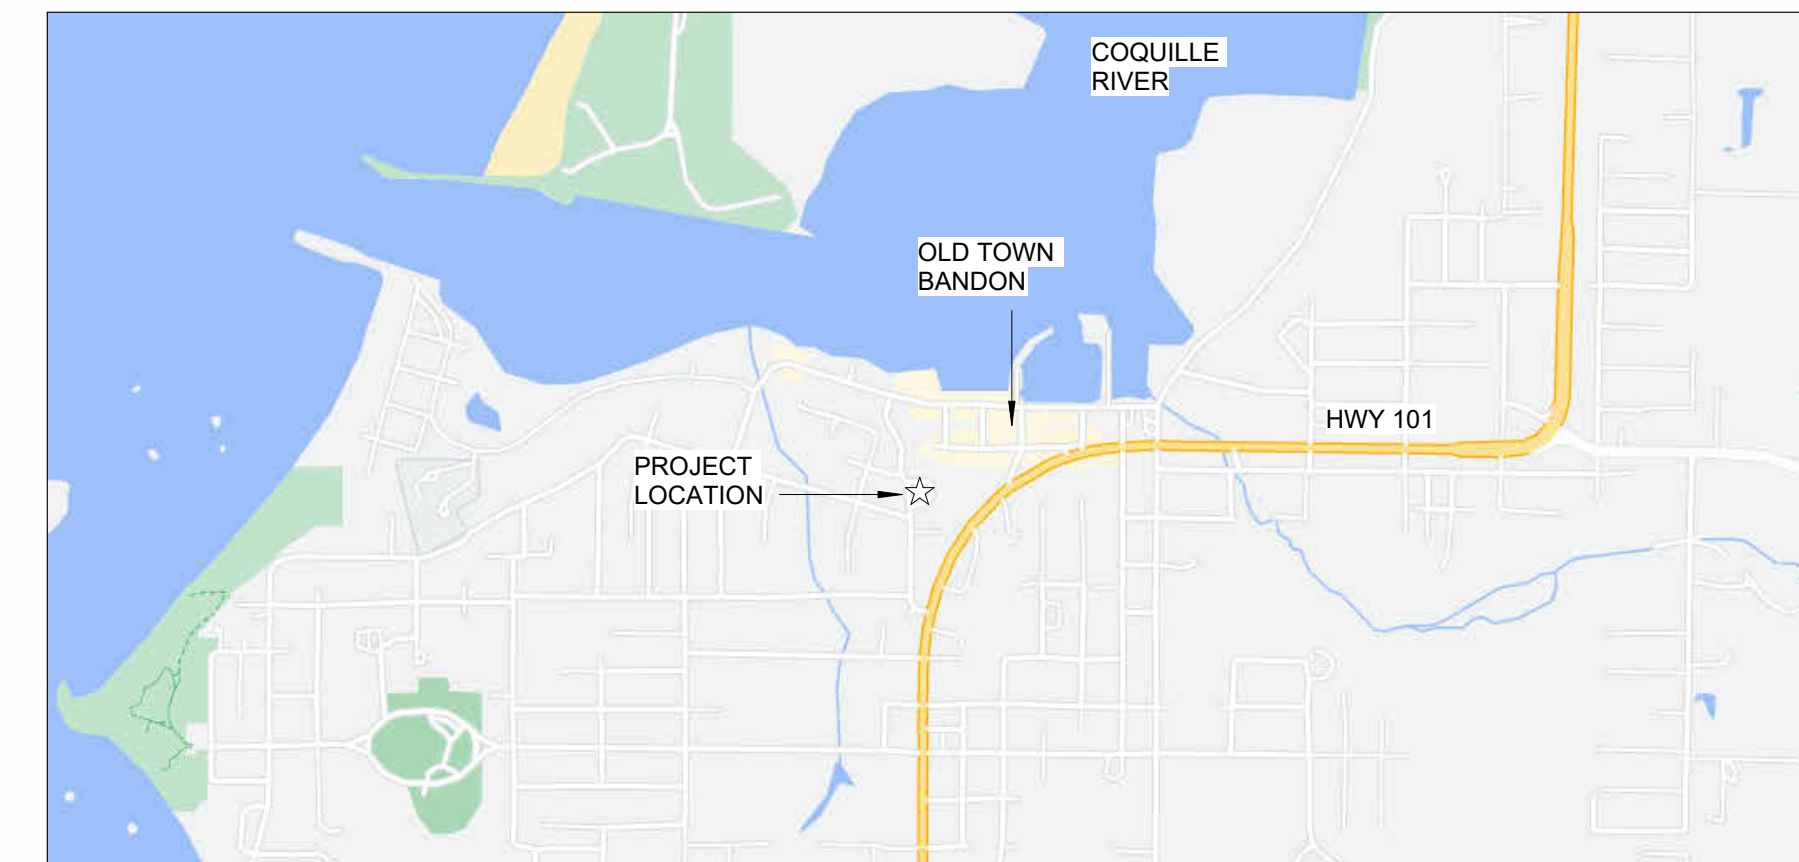 COQUILLE
RIVER
OLD TOWN
BANDON
HWY 101
PROJECT
LOCATION